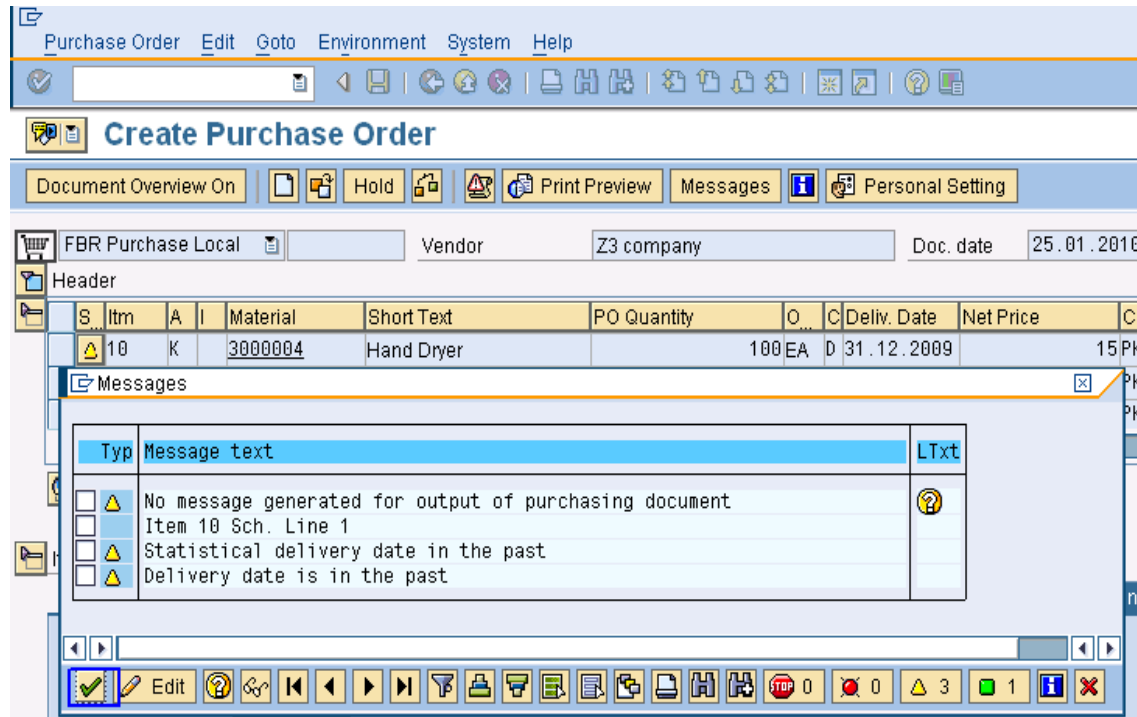 Purchase Order Edit Goto Environment System Help
Create Purchase Order
Document Overview On Hold Print Preview Messages Personal Setting
FBR Purchase Local Vendor Z3 company Doc. date 25.01.2010
Header
S... Itm A I Material Short Text PO Quantity O... C Deliv. Date Net Price C
10 K 3000004 Hand Dryer 100 EA D 31.12.2009 15 PK
Messages
Typ Message text LTxt
No message generated for output of purchasing document
Item 10 Sch. Line 1
Statistical delivery date in the past
Delivery date is in the past
Edit STOP 0 0 3 1